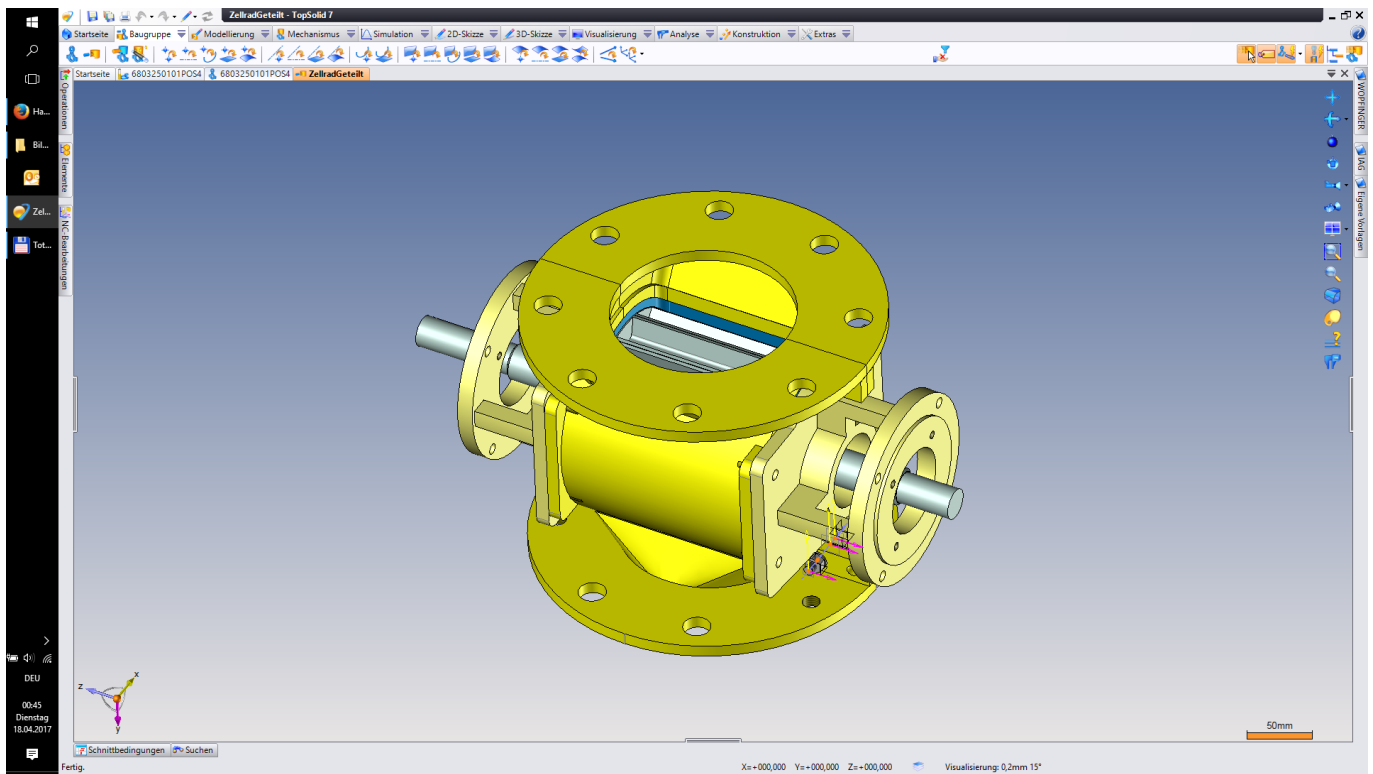 ZellradGeteilt - TopSolid 7
Startseite Baugruppe Modellierung Mechanismus Simulation 2D-Skizze 3D-Skizze Visualisierung Analyse Konstruktion Extras
Startseite 6803250101POS4 6803250101POS4 ZellradGeteilt
Operationen
Elemente
NC-Bearbeitungen
WOPFINGER
IAG
Eigene Vorlagen
Ha...
Bil...
Zel...
Tot...
DEU
00:45
Dienstag
18.04.2017
z
x
y
50mm
Schnittbedingungen Suchen
Fertig.
X=+000,000 Y=+000,000 Z=+000,000 Visualisierung: 0,2mm 15°